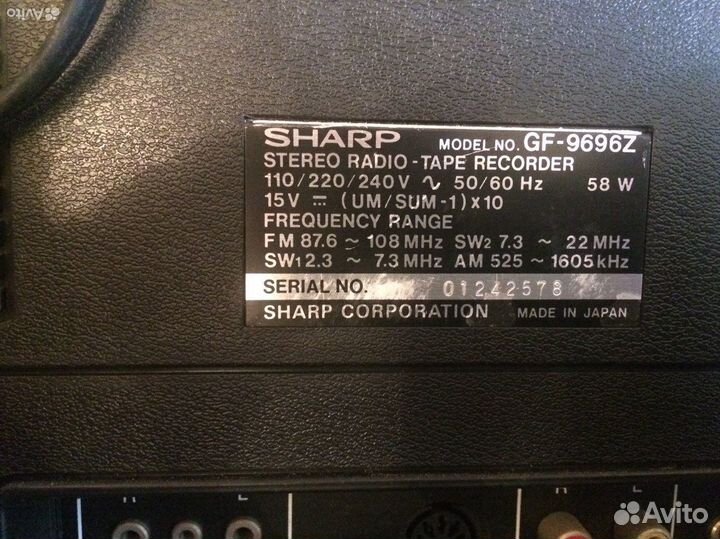 Avito
SHARP MODEL NO. GF-9696Z
STEREO RADIO-TAPE RECORDER
110/220/240V ∿ 50/60 Hz 58 W
15V ⎓ (UM/SUM-1)x10
FREQUENCY RANGE
FM 87.6 ~ 108 MHz SW2 7.3 ~ 22 MHz
SW1 2.3 ~ 7.3 MHz AM 525 ~ 1605 kHz
SERIAL NO. 01242578
SHARP CORPORATION MADE IN JAPAN
R L R L
Avito